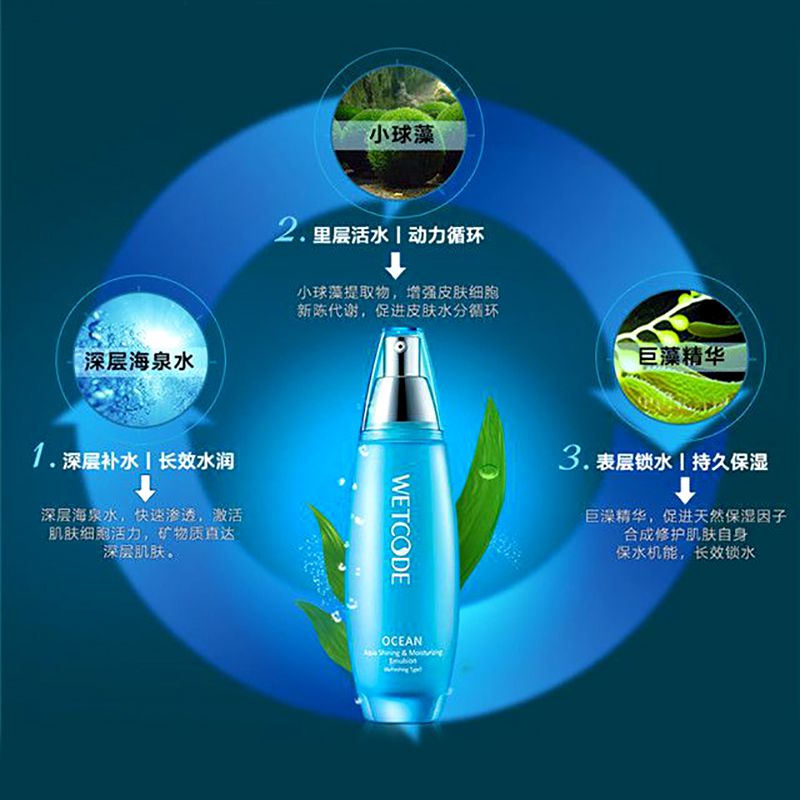 小球藻
2. 里层活水 | 动力循环
小球藻提取物，增强皮肤细胞
新陈代谢，促进皮肤水分循环
深层海泉水
1. 深层补水 | 长效水润
深层海泉水，快速渗透，激活
肌肤细胞活力，矿物质直达
深层肌肤。
巨藻精华
3. 表层锁水 | 持久保湿
巨澡精华，促进天然保湿因子
合成修护肌肤自身
保水机能，长效锁水
WETCODE
OCEAN
Aqua Shining & Moisturizing
Emulsion
(Refreshing Type)